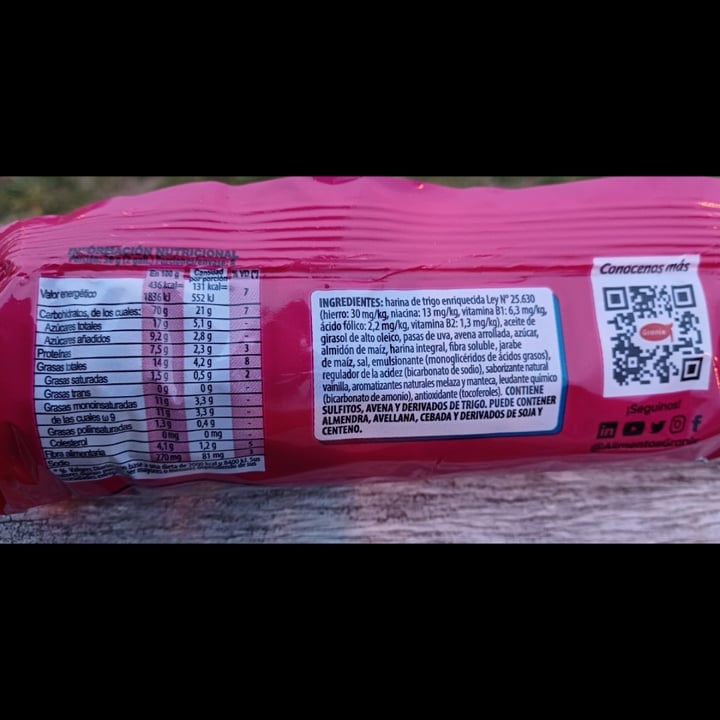 INFORMACIÓN NUTRICIONAL
En 100 g Cantidad por porción % VD (*)
Valor energético 436 kcal= 1836 kJ 131 kcal= 552 kJ 7
Carbohidratos, de los cuales: 70 g 21 g 7
Azúcares totales 17 g 5,1 g -
Azúcares añadidos 9,2 g 2,8 g -
Proteínas 7,5 g 2,3 g 3
Grasas totales 14 g 4,2 g 8
Grasas saturadas 1,5 g 0,5 g 2
Grasas trans 0 g 0 g -
Grasas monoinsaturadas 11 g 3,3 g -
de las cuales ω9 11 g 3,3 g -
Grasas poliinsaturadas 1,3 g 0,4 g -
Colesterol 0 mg 0 mg -
Fibra alimentaria 4,1 g 1,2 g 5
Sodio 270 mg 81 mg 3
INGREDIENTES: harina de trigo enriquecida Ley N° 25.630
(hierro: 30 mg/kg, niacina: 13 mg/kg, vitamina B1: 6,3 mg/kg,
ácido fólico: 2,2 mg/kg, vitamina B2: 1,3 mg/kg), aceite de
girasol de alto oleico, pasas de uva, avena arrollada, azúcar,
almidón de maíz, harina integral, fibra soluble, jarabe
de maíz, sal, emulsionante (monoglicéridos de ácidos grasos),
regulador de la acidez (bicarbonato de sodio), saborizante natural
vainilla, aromatizantes naturales melaza y manteca, leudante químico
(bicarbonato de amonio), antioxidante (tocoferoles). CONTIENE
SULFITOS, AVENA Y DERIVADOS DE TRIGO. PUEDE CONTENER
ALMENDRA, AVELLANA, CEBADA Y DERIVADOS DE SOJA Y
CENTENO.
Conocenos más
Granix
¡Seguinos!
@AlimentosGranix